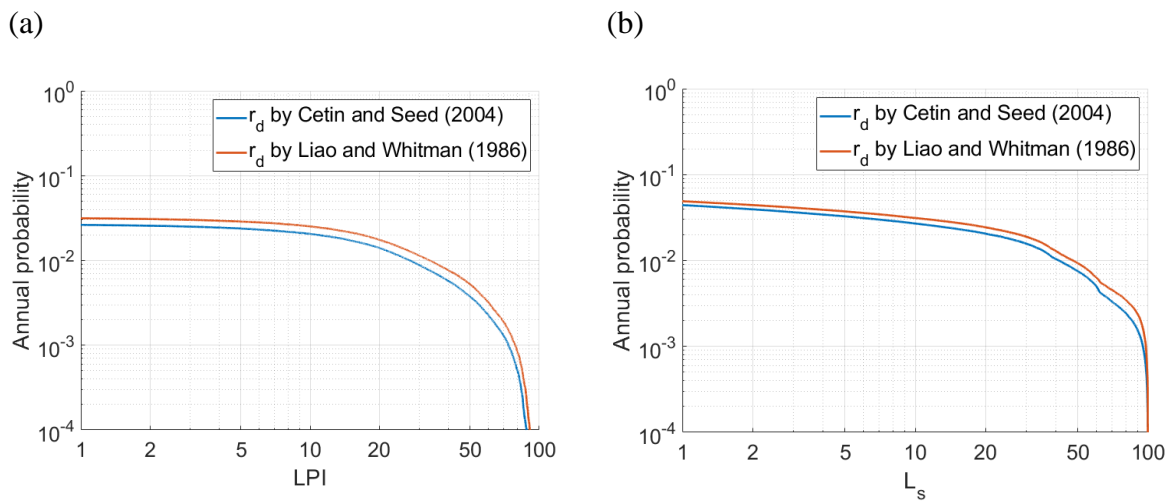 (a)
10^0
10^-1
10^-2
10^-3
10^-4
Annual probability
r_d by Cetin and Seed (2004)
r_d by Liao and Whitman (1986)
1 2 5 10 20 50 100
LPI
(b)
10^0
10^-1
10^-2
10^-3
10^-4
Annual probability
r_d by Cetin and Seed (2004)
r_d by Liao and Whitman (1986)
1 2 5 10 20 50 100
L_s